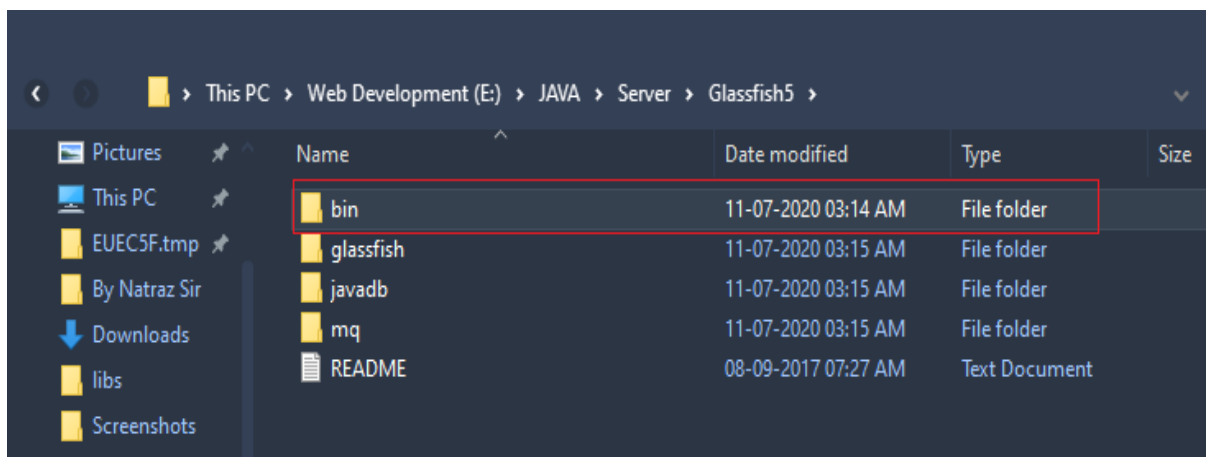 This PC > Web Development (E:) > JAVA > Server > Glassfish5 >
Name Date modified Type Size
Pictures
This PC
EUEC5F.tmp
By Natraz Sir
Downloads
libs
Screenshots
bin 11-07-2020 03:14 AM File folder
glassfish 11-07-2020 03:15 AM File folder
javadb 11-07-2020 03:15 AM File folder
mq 11-07-2020 03:15 AM File folder
README 08-09-2017 07:27 AM Text Document